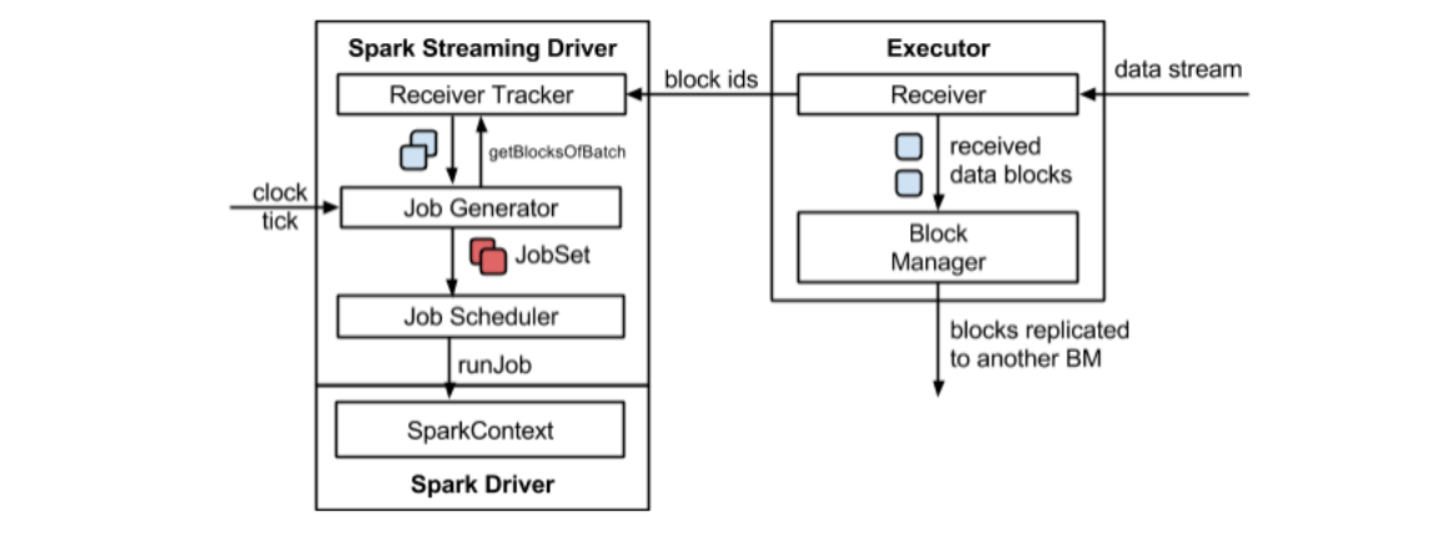 Spark Streaming Driver
Receiver Tracker
getBlocksOfBatch
clock
tick
Job Generator
JobSet
Job Scheduler
runJob
SparkContext
Spark Driver
block ids
Executor
data stream
Receiver
received
data blocks
Block
Manager
blocks replicated
to another BM